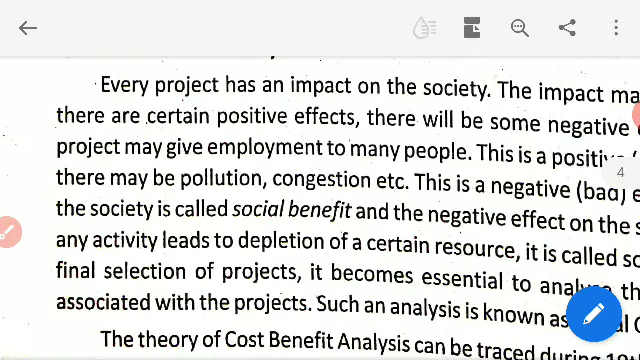 Every project has an impact on the society. The impact ma
there are certain positive effects, there will be some negative
project may give employment to many people. This is a positive
4
there may be pollution, congestion etc. This is a negative (bad) e
the society is called social benefit and the negative effect on the s
any activity leads to depletion of a certain resource, it is called so
final selection of projects, it becomes essential to analyse th
associated with the projects. Such an analysis is known as
The theory of Cost Benefit Analysis can be traced during 19th